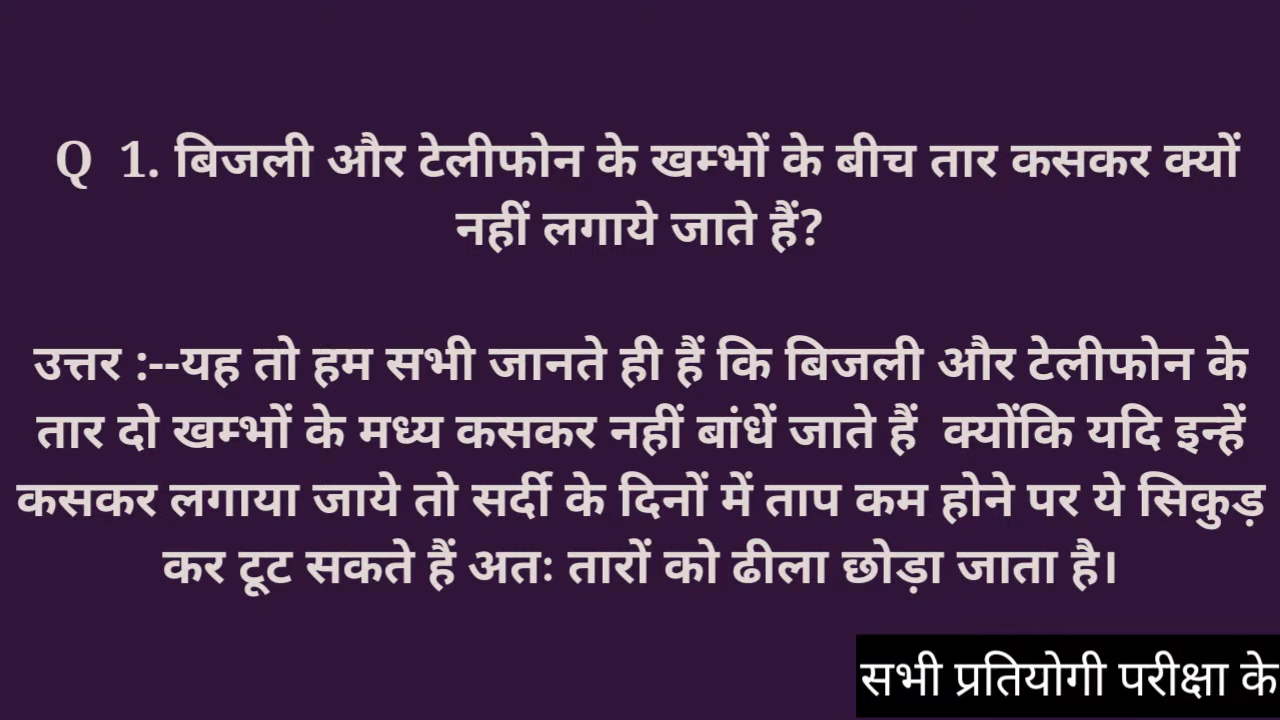 Q 1. बिजली और टेलीफोन के खम्भों के बीच तार कसकर क्यों
नहीं लगाये जाते हैं?
उत्तर :--यह तो हम सभी जानते ही हैं कि बिजली और टेलीफोन के
तार दो खम्भों के मध्य कसकर नहीं बांधें जाते हैं क्योंकि यदि इन्हें
कसकर लगाया जाये तो सर्दी के दिनों में ताप कम होने पर ये सिकुड़
कर टूट सकते हैं अतः तारों को ढीला छोड़ा जाता है।
सभी प्रतियोगी परीक्षा के